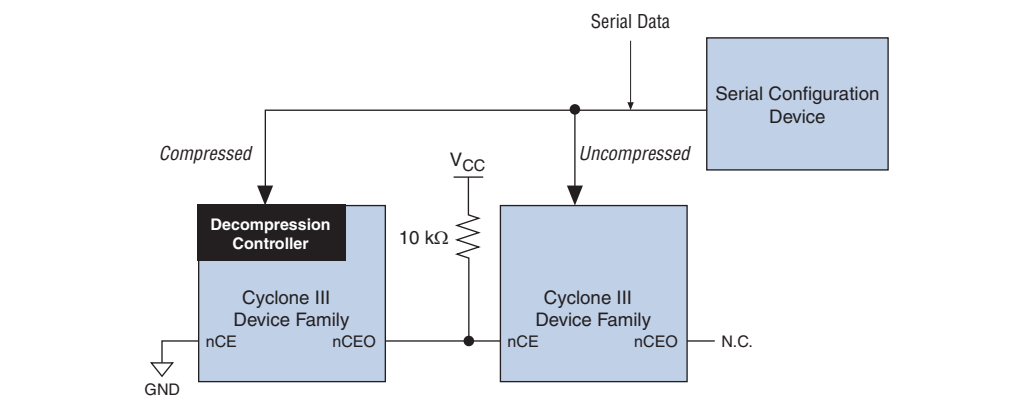 Serial Data
Serial Configuration
Device
Compressed
Uncompressed
VCC
10 kΩ
Decompression
Controller
Cyclone III
Device Family
nCE
nCEO
Cyclone III
Device Family
nCE
nCEO
N.C.
GND